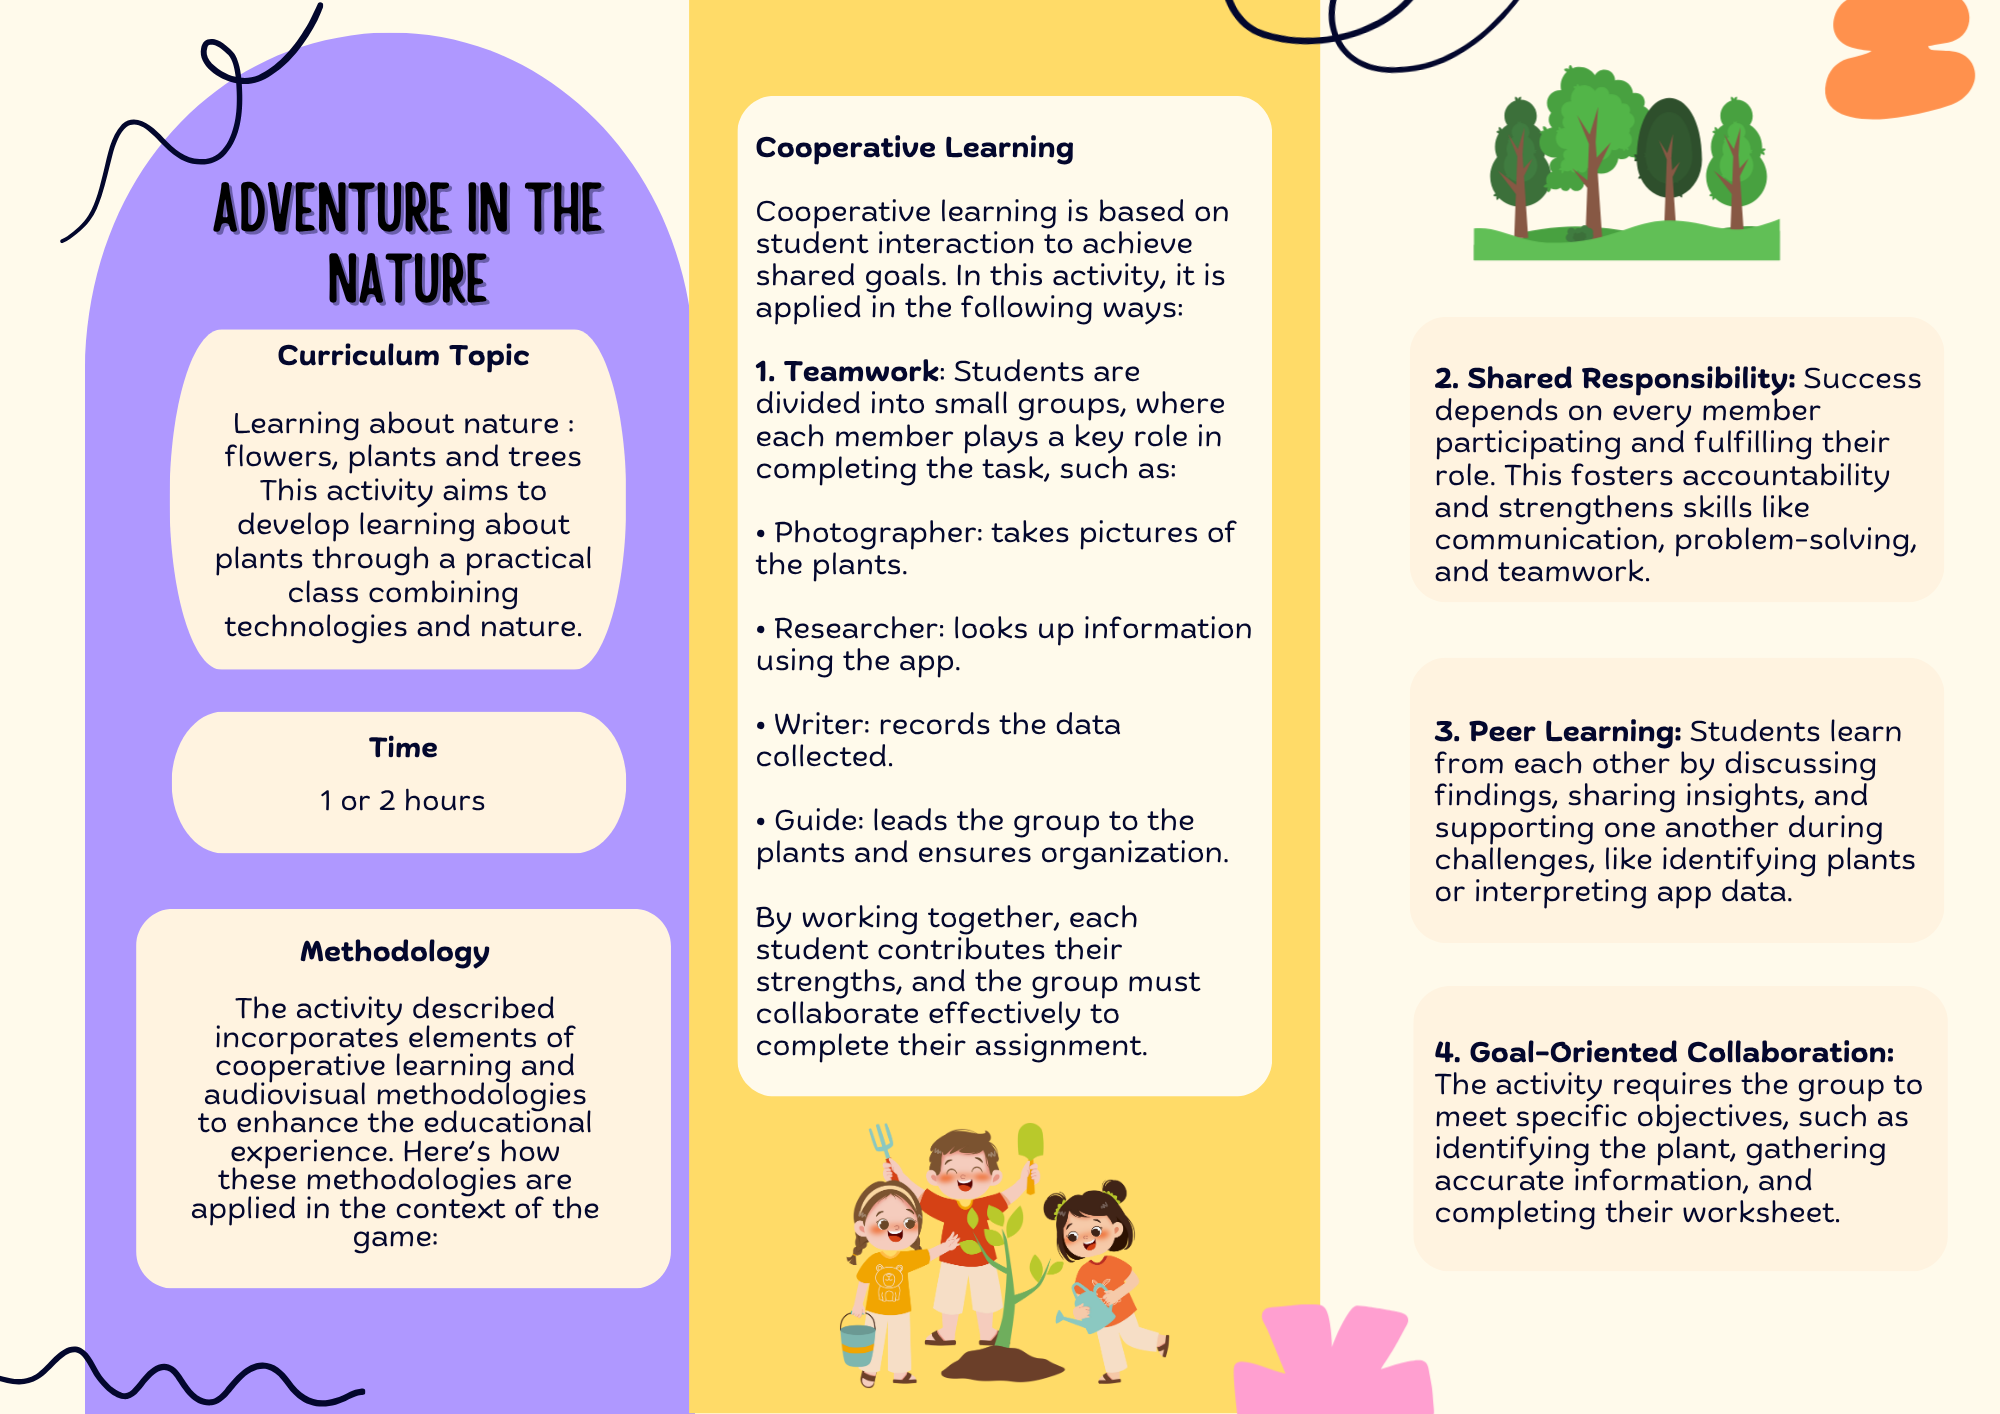 ADVENTURE IN THE
NATURE
Curriculum Topic
Learning about nature :
flowers, plants and trees
This activity aims to
develop learning about
plants through a practical
class combining
technologies and nature.
Time
1 or 2 hours
Methodology
The activity described
incorporates elements of
cooperative learning and
audiovisual methodologies
to enhance the educational
experience. Here's how
these methodologies are
applied in the context of the
game:
Cooperative Learning
Cooperative learning is based on
student interaction to achieve
shared goals. In this activity, it is
applied in the following ways:
1. Teamwork: Students are
divided into small groups, where
each member plays a key role in
completing the task, such as:
• Photographer: takes pictures of
the plants.
• Researcher: looks up information
using the app.
• Writer: records the data
collected.
• Guide: leads the group to the
plants and ensures organization.
By working together, each
student contributes their
strengths, and the group must
collaborate effectively to
complete their assignment.
2. Shared Responsibility: Success
depends on every member
participating and fulfilling their
role. This fosters accountability
and strengthens skills like
communication, problem-solving,
and teamwork.
3. Peer Learning: Students learn
from each other by discussing
findings, sharing insights, and
supporting one another during
challenges, like identifying plants
or interpreting app data.
4. Goal-Oriented Collaboration:
The activity requires the group to
meet specific objectives, such as
identifying the plant, gathering
accurate information, and
completing their worksheet.